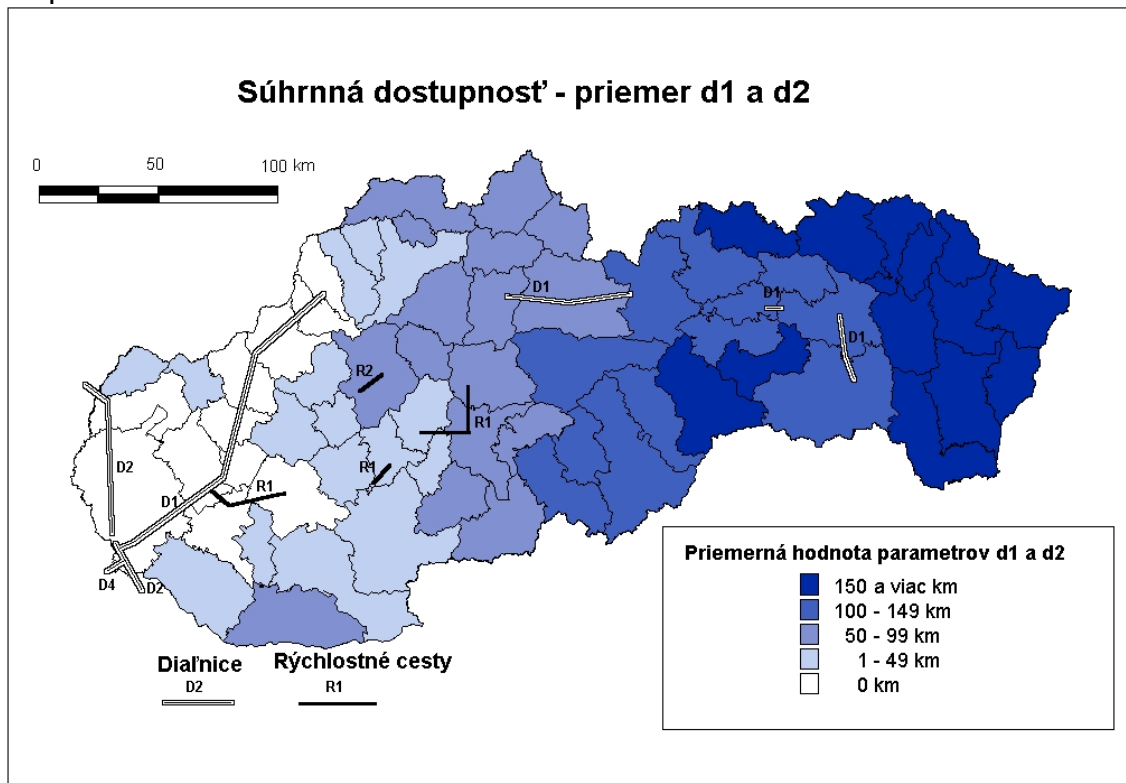 Súhrnná dostupnosť - priemer d1 a d2
0 50 100 km
D1
D1
D1
R2
R1
D2
R1
D1
R1
D4
D2
Priemerná hodnota parametrov d1 a d2
150 a viac km
100 - 149 km
50 - 99 km
1 - 49 km
0 km
Diaľnice Rýchlostné cesty
D2 R1